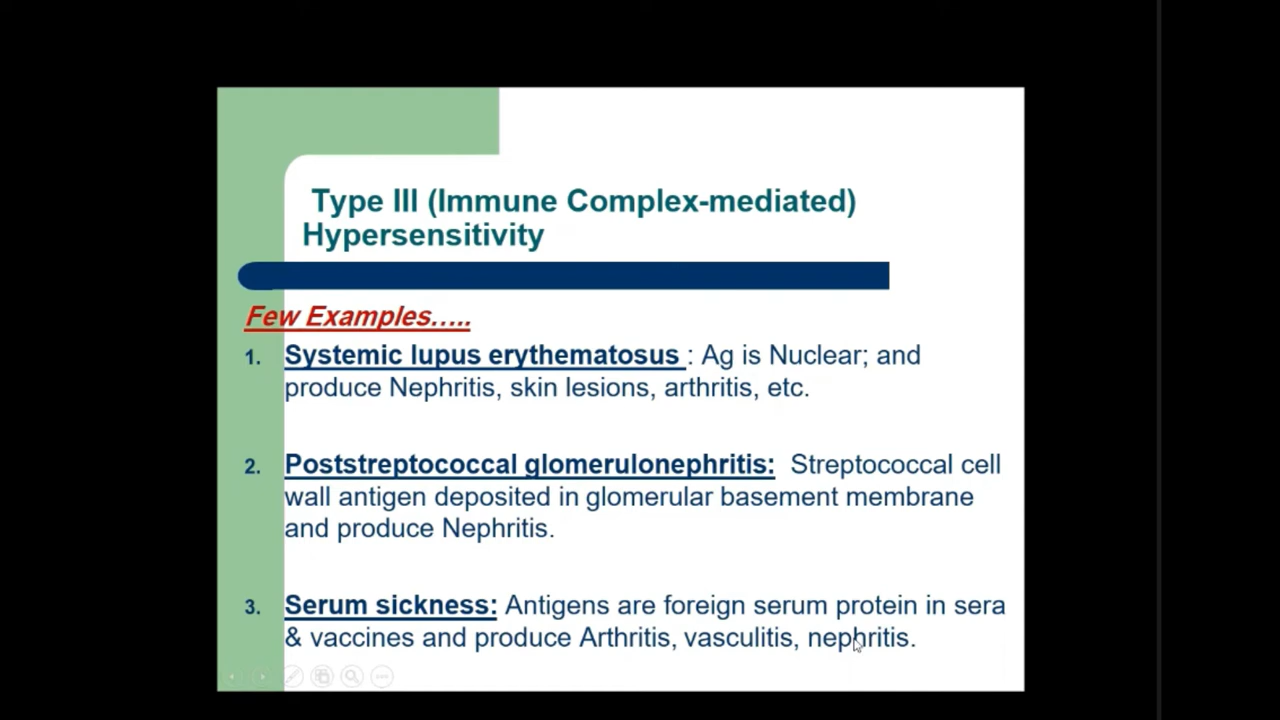 Type III (Immune Complex-mediated)
Hypersensitivity
Few Examples…..
1. Systemic lupus erythematosus : Ag is Nuclear; and
produce Nephritis, skin lesions, arthritis, etc.
2. Poststreptococcal glomerulonephritis: Streptococcal cell
wall antigen deposited in glomerular basement membrane
and produce Nephritis.
3. Serum sickness: Antigens are foreign serum protein in sera
& vaccines and produce Arthritis, vasculitis, nephritis.